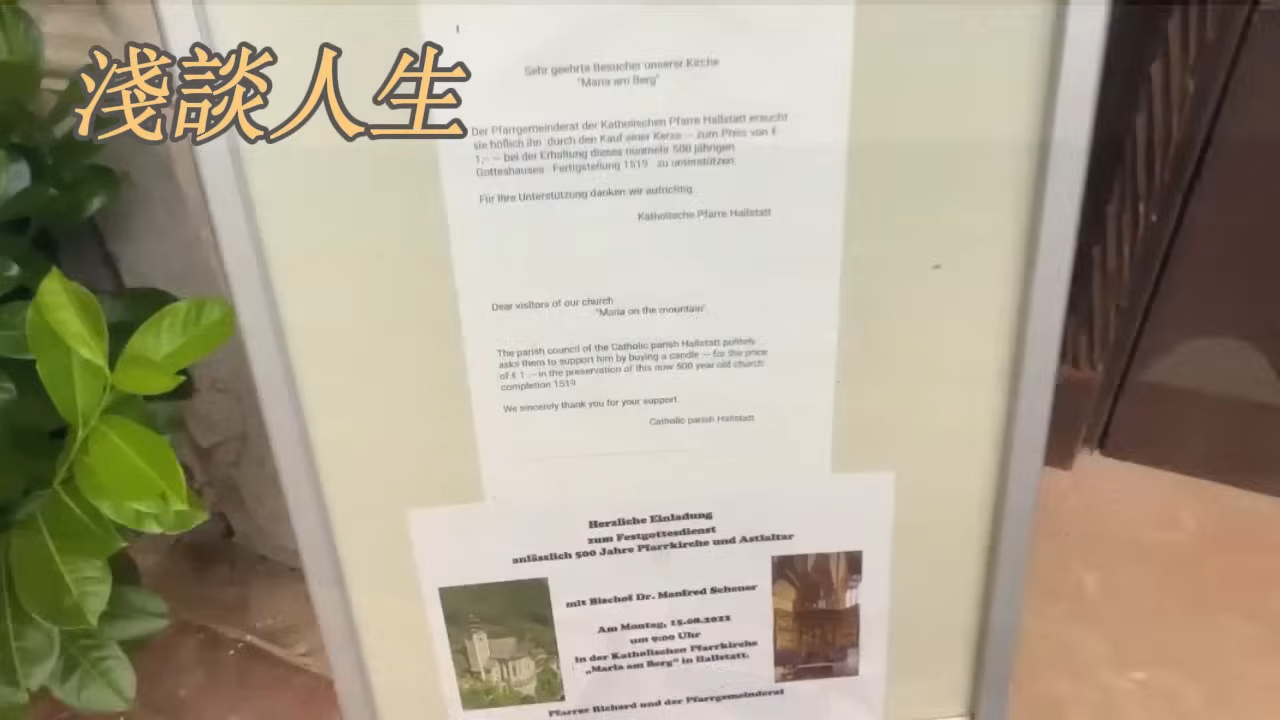 淺談人生
Sehr geehrte Besucher unserer Kirche
"Maria am Berg"
Der Pfarrgemeinderat der Katholischen Pfarre Hallstatt ersucht
sie höflich ihn durch den Kauf einer Kerze – zum Preis von €
1,- – bei der Erhaltung dieses nunmehr 500 jährigen
Gotteshauses Fertigstellung 1519 zu unterstützen
Für Ihre Unterstützung danken wir aufrichtig
Katholische Pfarre Hallstatt
Dear visitors of our church
"Maria on the mountain"
The parish council of the Catholic parish Hallstatt politely
asks them to support him by buying a candle – for the price
of € 1 ,- in the preservation of this now 500 year old church
completion 1519
We sincerely thank you for your support
Catholic parish Hallstatt
Herzliche Einladung
zum Festgottesdienst
anlässlich 500 Jahre Pfarrkirche und Astlaltar
mit Bischof Dr. Manfred Scheuer
Am Montag, 15.08.2022
um 9:00 Uhr
in der Katholischen Pfarrkirche
„Maria am Berg" in Hallstatt.
Pfarrer Richard und der Pfarrgemeinderat